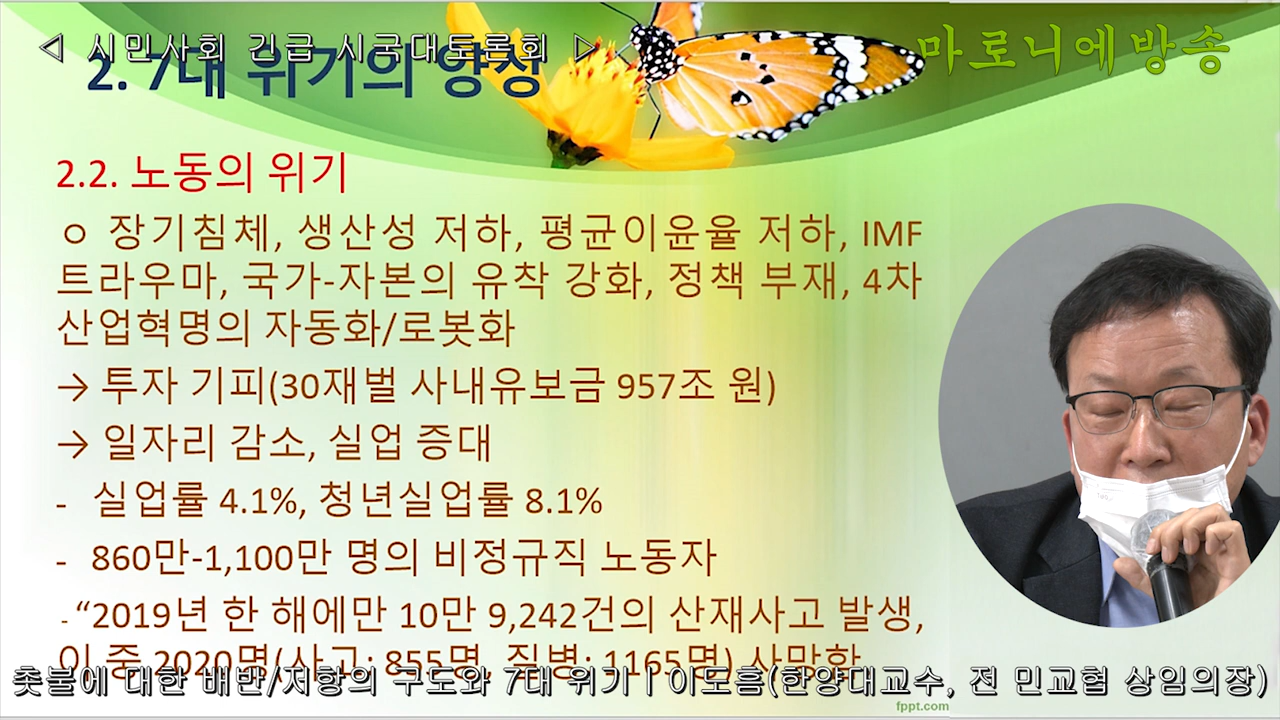 ◁ 시민사회 긴급 시국대토론회 ▷
마로니에방송
2. 7대 위기의 양상
2.2. 노동의 위기
ㅇ 장기침체, 생산성 저하, 평균이윤율 저하, IMF
트라우마, 국가-자본의 유착 강화, 정책 부재, 4차
산업혁명의 자동화/로봇화
→ 투자 기피(30재벌 사내유보금 957조 원)
→ 일자리 감소, 실업 증대
- 실업률 4.1%, 청년실업률 8.1%
- 860만-1,100만 명의 비정규직 노동자
- “2019년 한 해에만 10만 9,242건의 산재사고 발생,
이 중 2020명(사고: 855명, 질병: 1165명) 사망함
촛불에 대한 배반/저항의 구도와 7대 위기 | 이도흠(한양대교수, 전 민교협 상임의장)
fppt.com